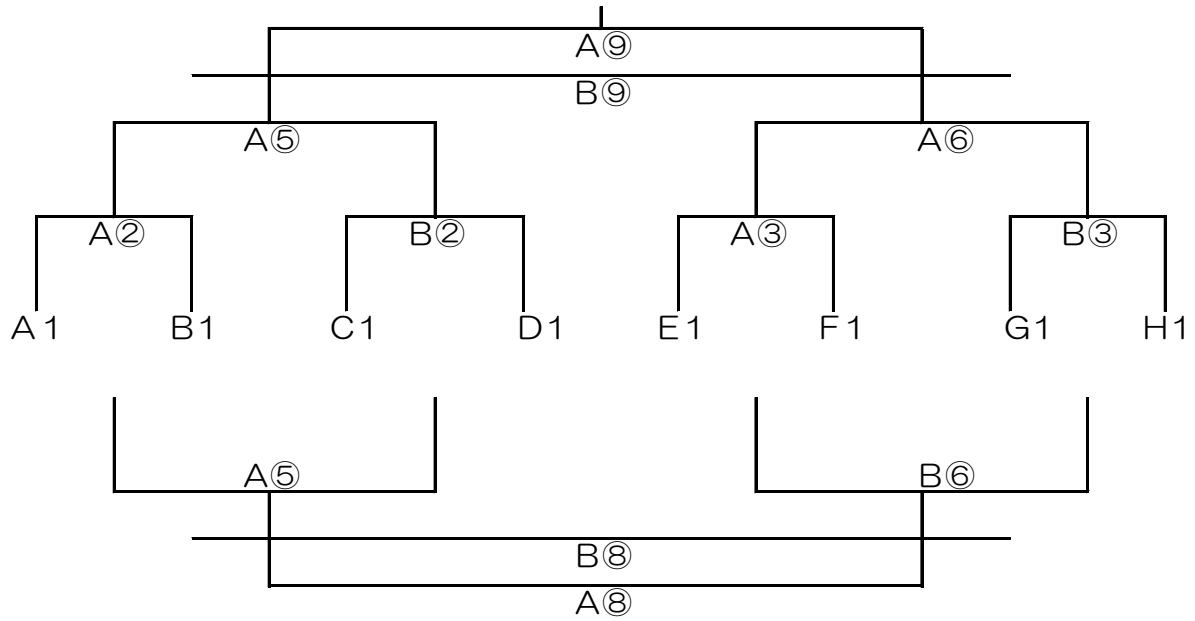 A⑨
B⑨
A⑤ A⑥
A② B② A③ B③
A1 B1 C1 D1 E1 F1 G1 H1
A⑤ B⑥
B⑧
A⑧